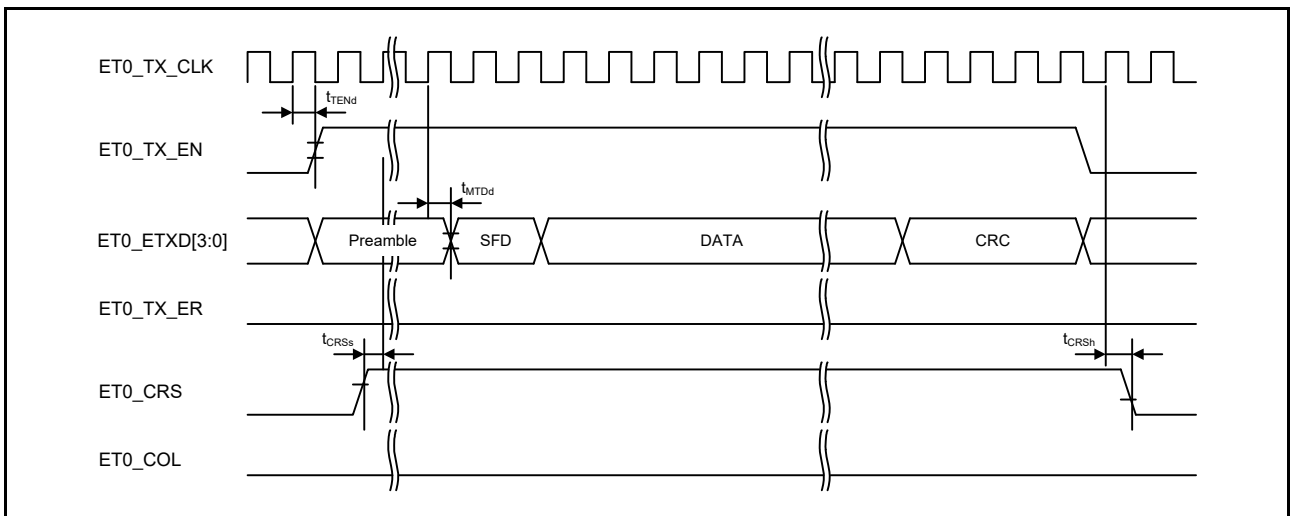 ET0_TX_CLK
tTENd
ET0_TX_EN
tMTDd
ET0_ETXD[3:0]
Preamble
SFD
DATA
CRC
ET0_TX_ER
tCRSs
tCRSh
ET0_CRS
ET0_COL